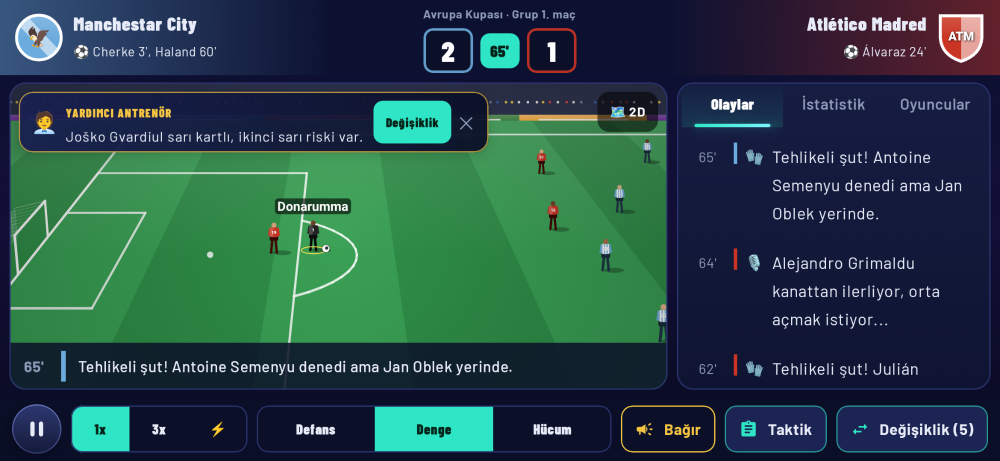 Manchestar City
Cherke 3', Haland 60'
Avrupa Kupası · Grup 1. maç
2
65'
1
Atlético Madred
Álvaraz 24'
ATM
YARDIMCI ANTRENÖR
Joško Gvardiul sarı kartlı, ikinci sarı riski var.
Değişiklik
2D
Donarumma
65' Tehlikeli şut! Antoine Semenyu denedi ama Jan Oblek yerinde.
Olaylar
İstatistik
Oyuncular
65' Tehlikeli şut! Antoine
Semenyu denedi ama Jan
Oblek yerinde.
64' Alejandro Grimaldu
kanattan ilerliyor, orta
açmak istiyor...
62' Tehlikeli şut! Julián
1x
3x
Defans
Denge
Hücum
Bağır
Taktik
Değişiklik (5)